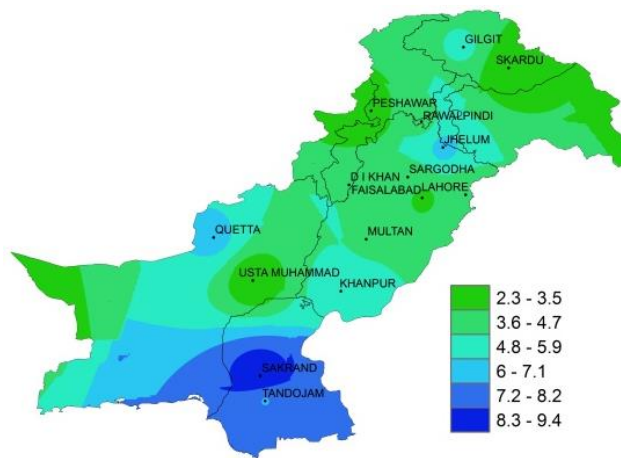 GILGIT
SKARDU
PESHAWAR
RAWALPINDI
JHELUM
SARGODHA
D I KHAN
FAISALABAD
LAHORE
QUETTA
MULTAN
USTA MUHAMMAD
KHANPUR
SAKRAND
TANDOJAM
2.3 - 3.5
3.6 - 4.7
4.8 - 5.9
6 - 7.1
7.2 - 8.2
8.3 - 9.4